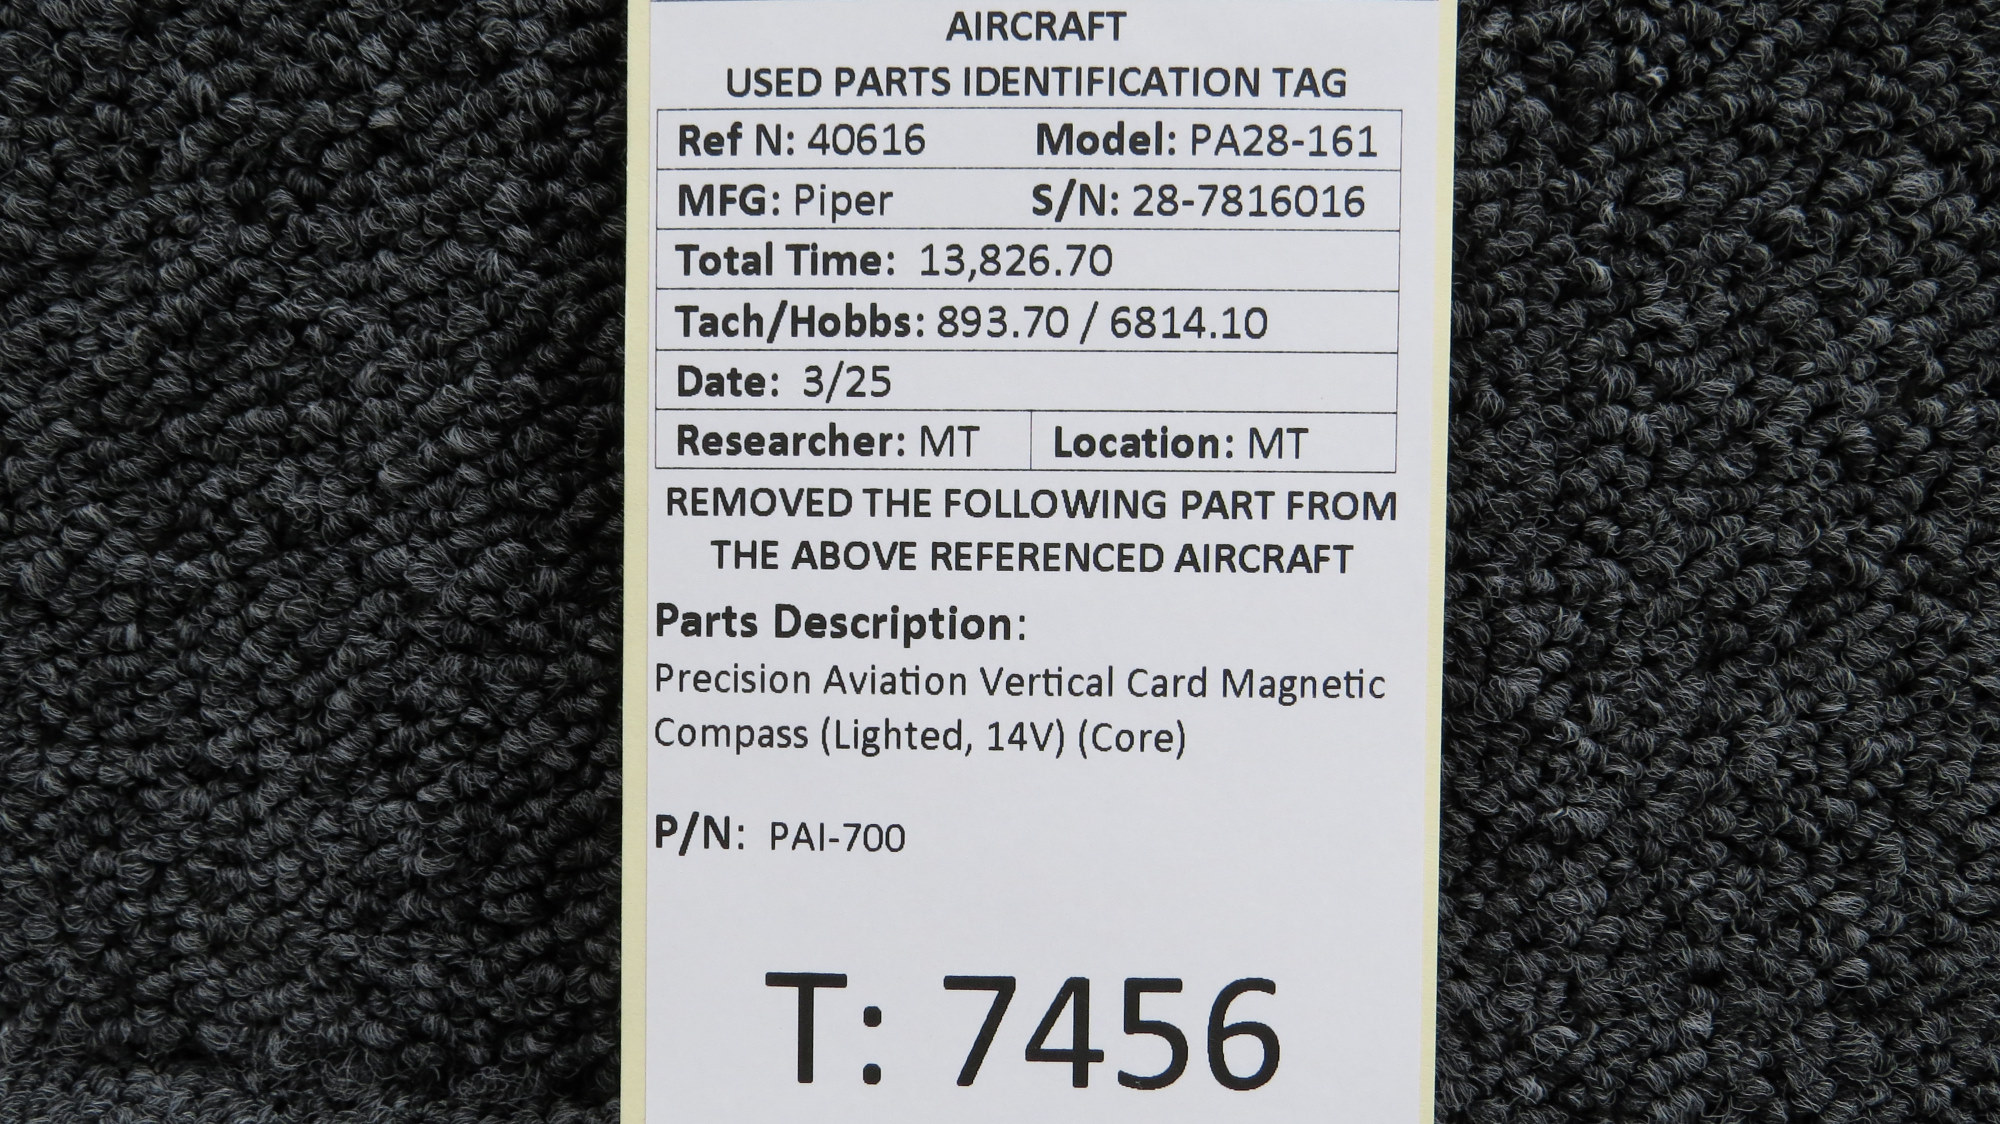 AIRCRAFT
USED PARTS IDENTIFICATION TAG
Ref N: 40616 Model: PA28-161
MFG: Piper S/N: 28-7816016
Total Time: 13,826.70
Tach/Hobbs: 893.70 / 6814.10
Date: 3/25
Researcher: MT Location: MT
REMOVED THE FOLLOWING PART FROM
THE ABOVE REFERENCED AIRCRAFT
Parts Description:
Precision Aviation Vertical Card Magnetic
Compass (Lighted, 14V) (Core)
P/N: PAI-700
T: 7456